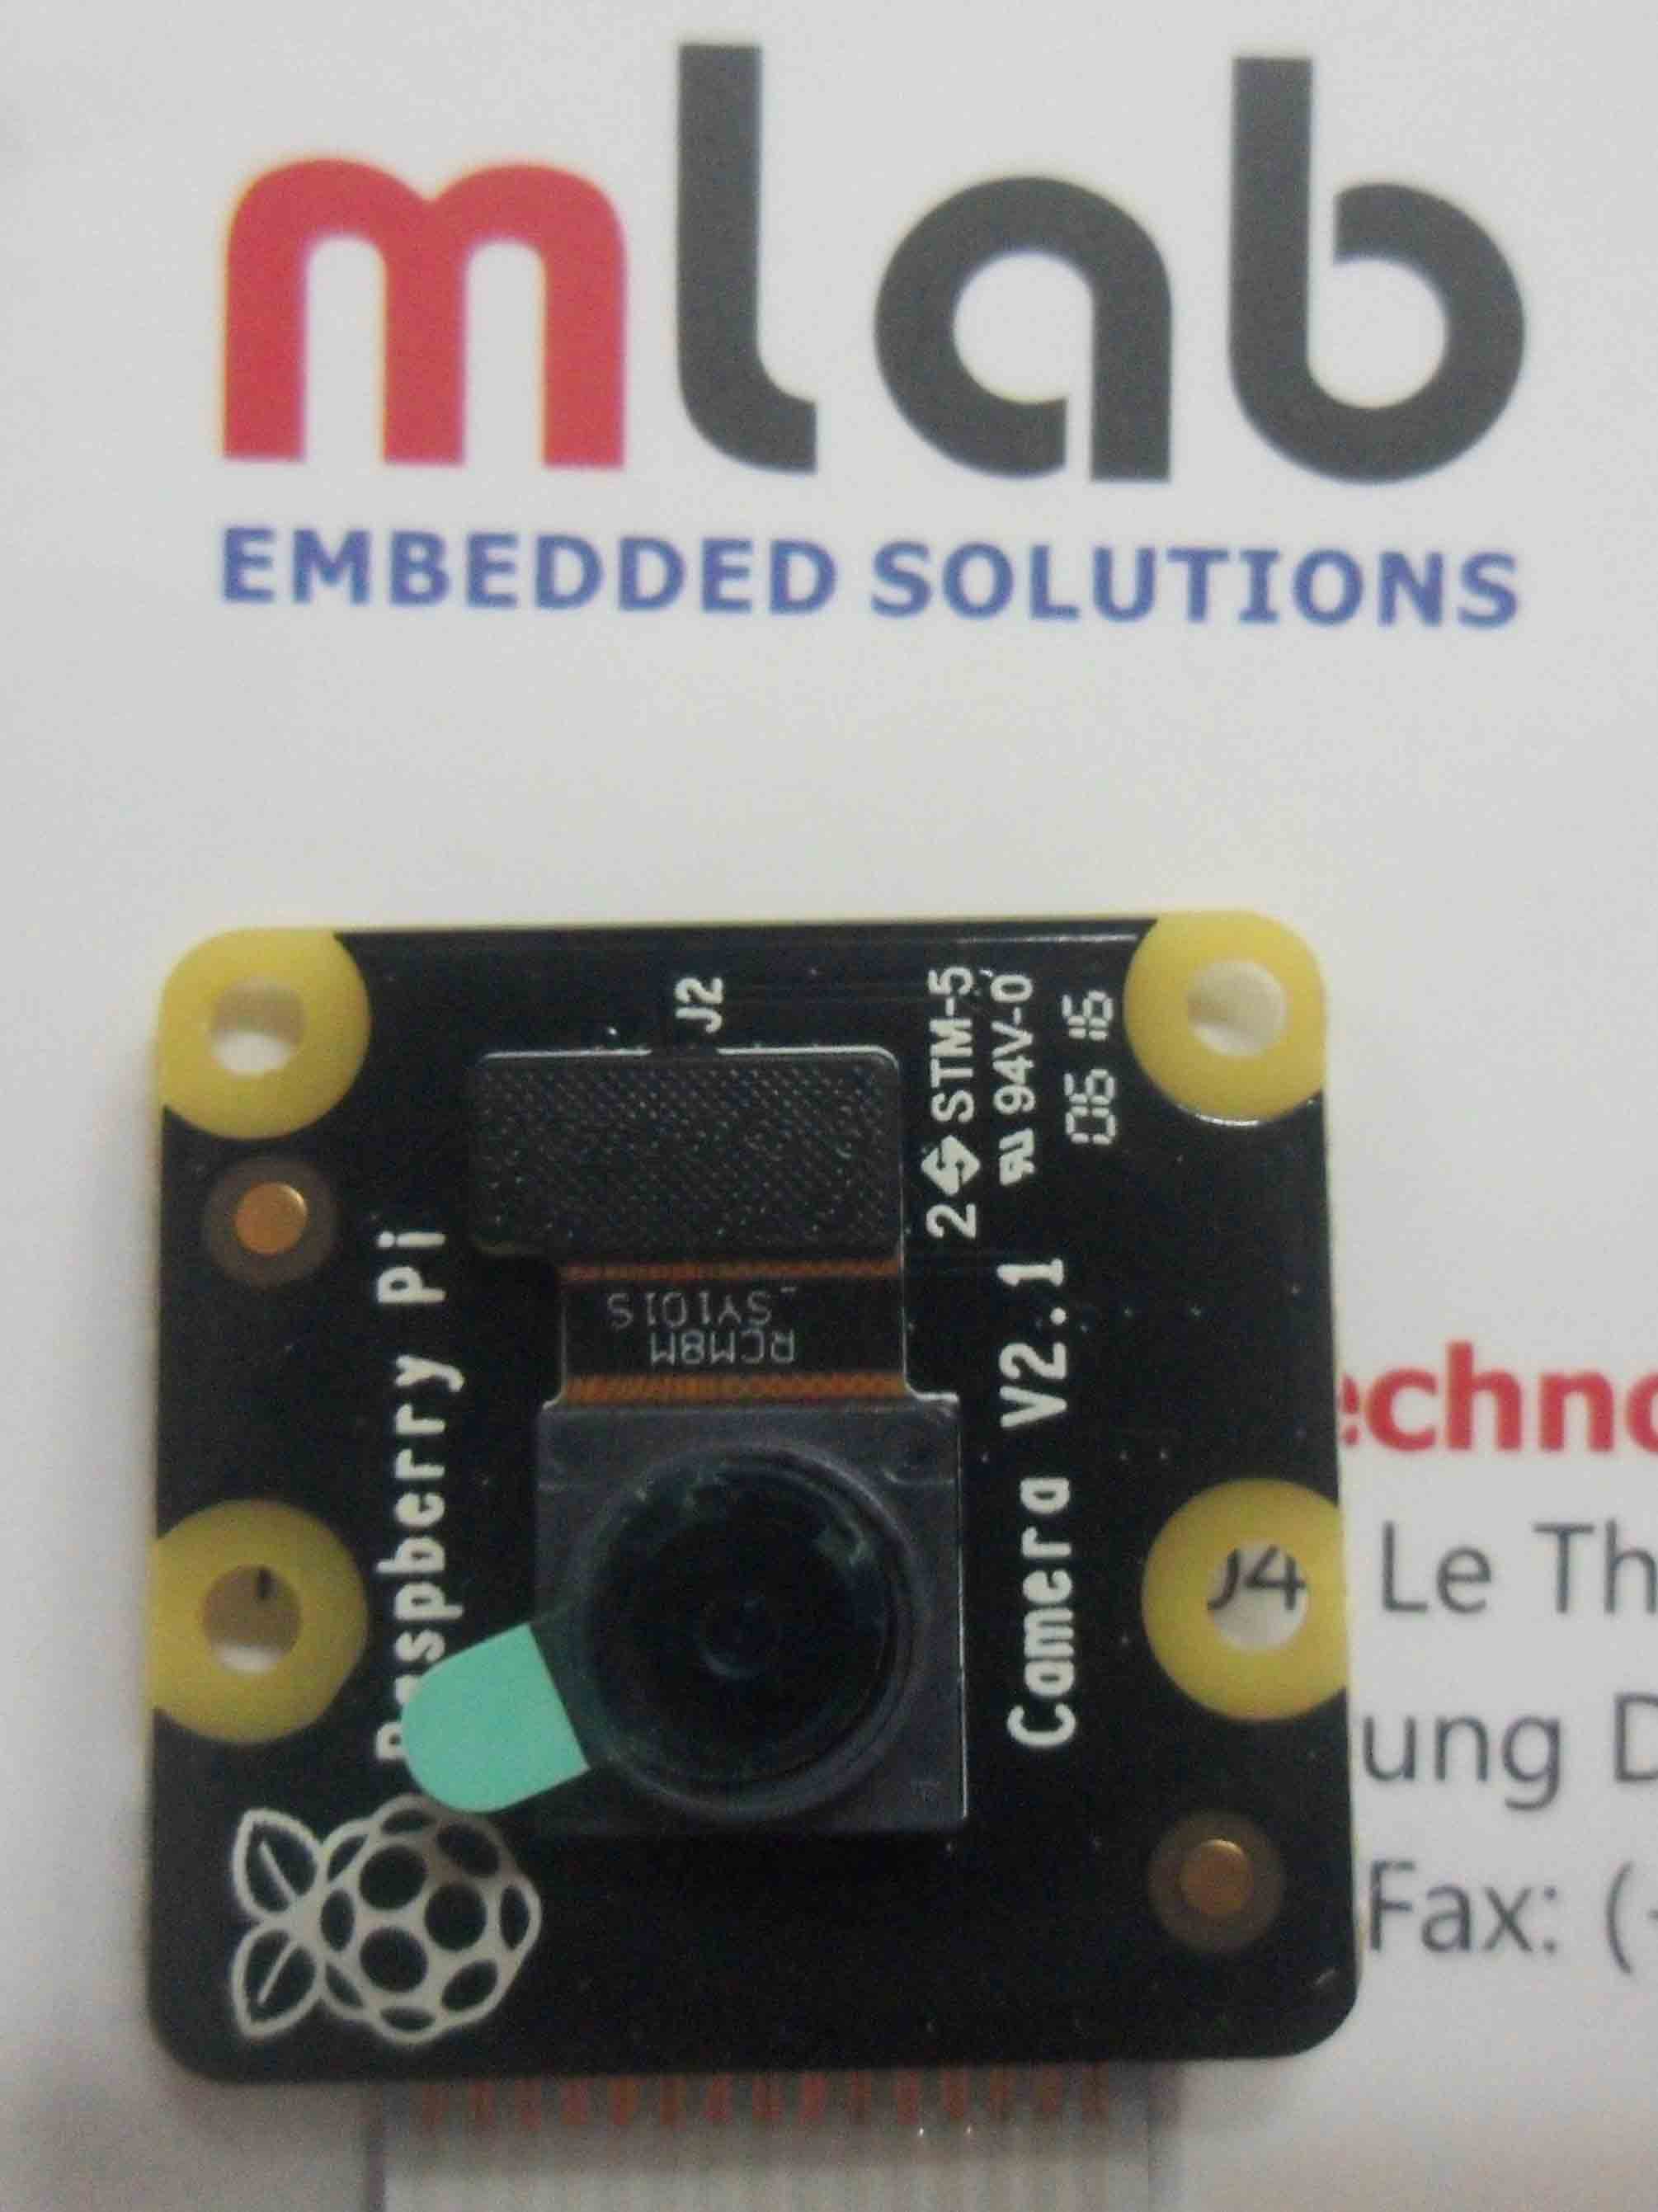 mlab
EMBEDDED SOLUTIONS
J2
2 STM-5
94V-0
06 16
Raspberry Pi
RCM8M
_SY101S
Camera V2.1
echno
J4 Le Th
ung D
Fax: (+